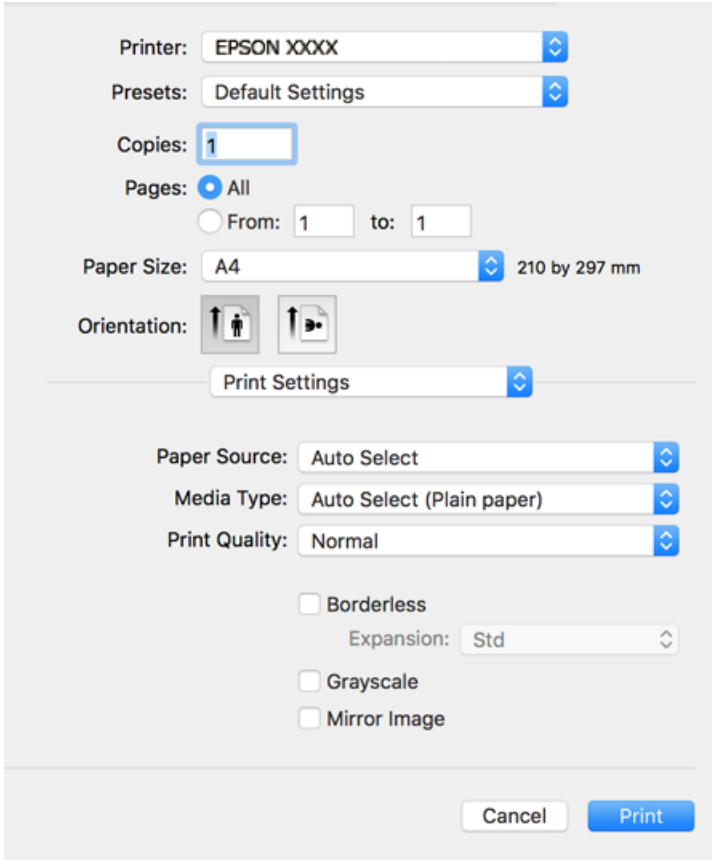 Printer: EPSON XXXX
Presets: Default Settings
Copies: 1
Pages: All
From: 1 to: 1
Paper Size: A4 210 by 297 mm
Orientation:
Print Settings
Paper Source: Auto Select
Media Type: Auto Select (Plain paper)
Print Quality: Normal
Borderless
Expansion: Std
Grayscale
Mirror Image
Cancel Print